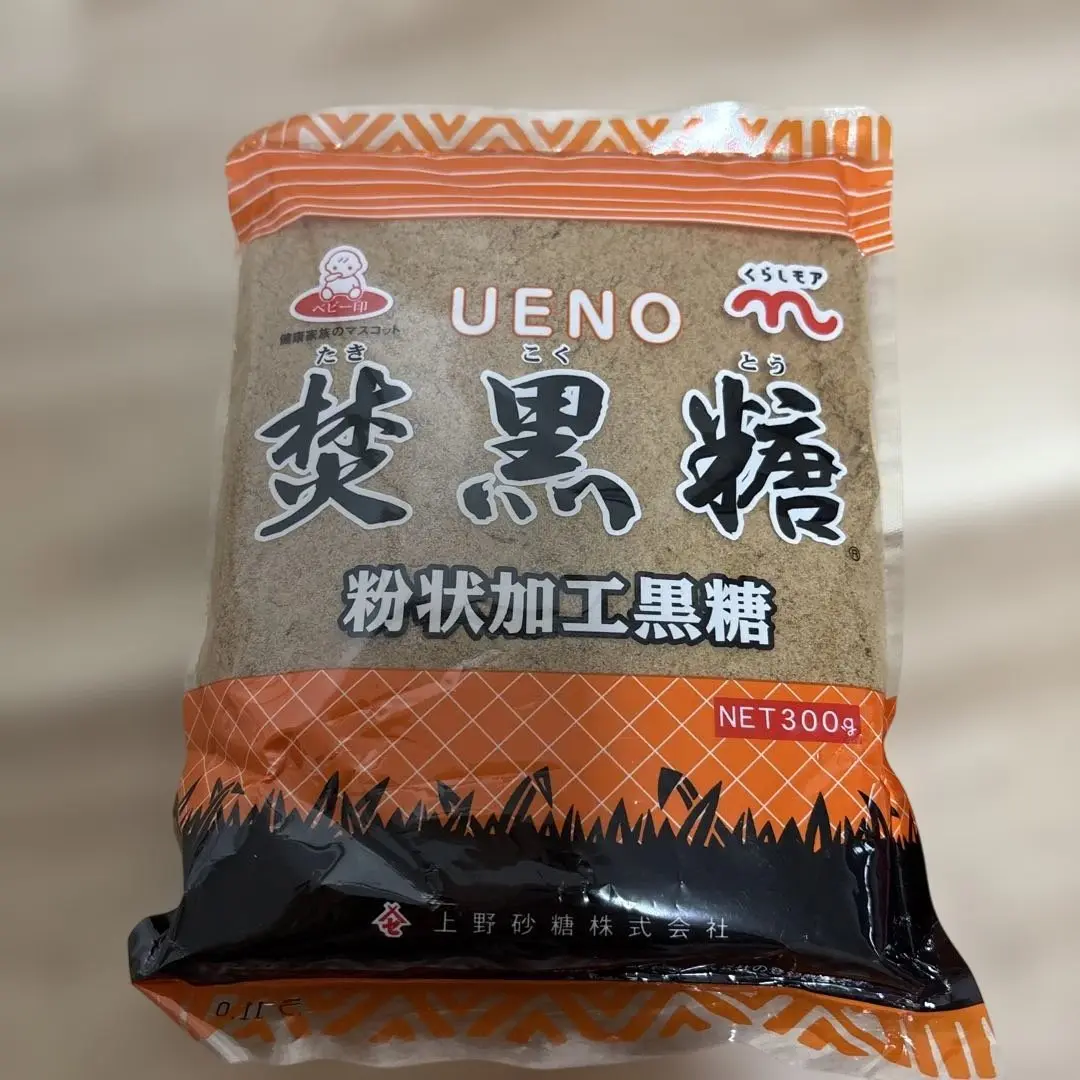 ベビー印
健康家族のマスコット
UENO
くらしモア
たき こく とう
焚黒糖
®
粉状加工黒糖
NET300g
上野砂糖株式会社